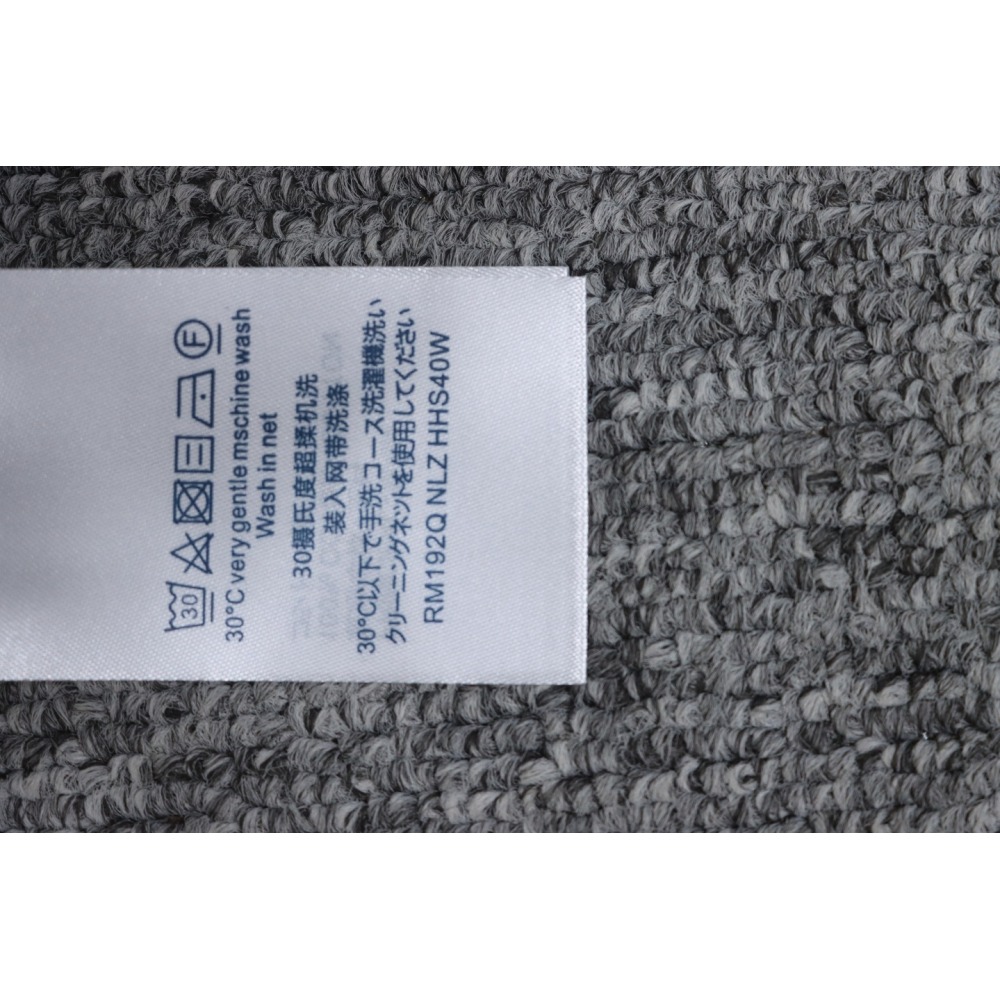 30
F
30°C very gentle mschine wash
Wash in net
30摄氏度超揉机洗
装入网带洗涤
30°C以下で手洗コース洗濯機洗い
クリーニングネットを使用してください
RM192Q NLZ HHS40W